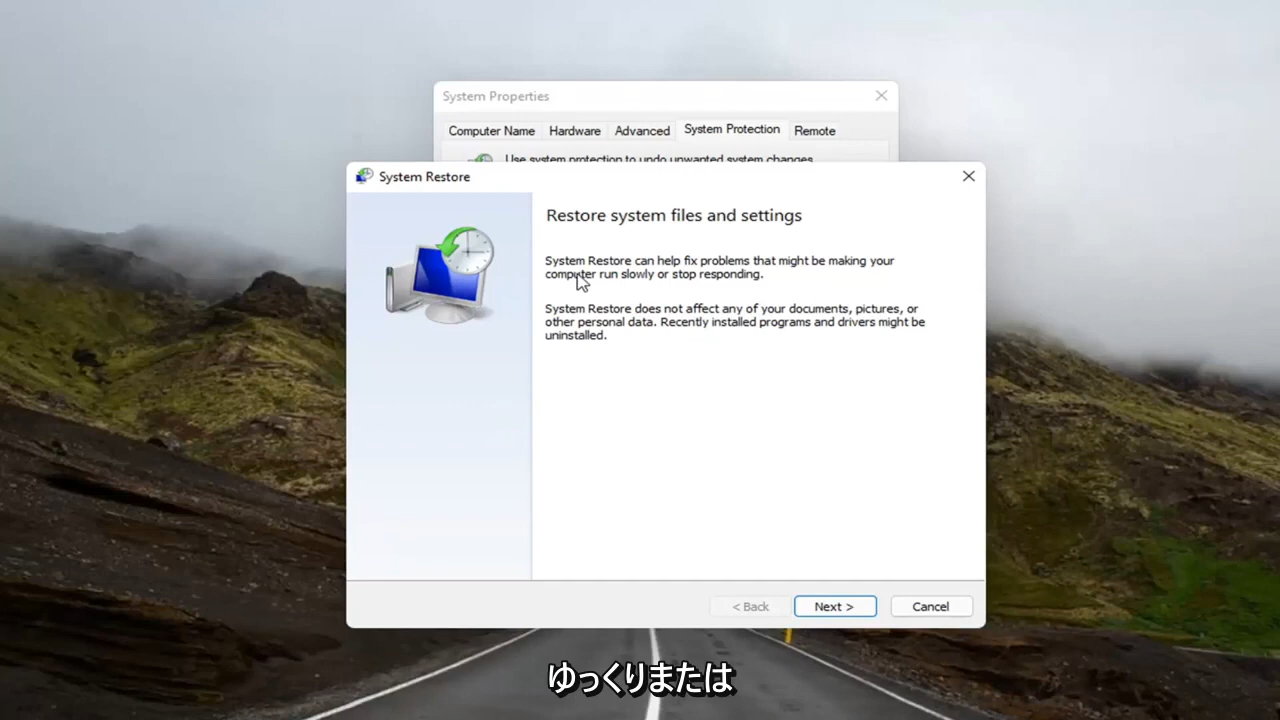 System Properties
Computer Name Hardware Advanced System Protection Remote
Use system protection to undo unwanted system changes
System Restore
Restore system files and settings
System Restore can help fix problems that might be making your
computer run slowly or stop responding.
System Restore does not affect any of your documents, pictures, or
other personal data. Recently installed programs and drivers might be
uninstalled.
< Back Next > Cancel
ゆっくりまたは